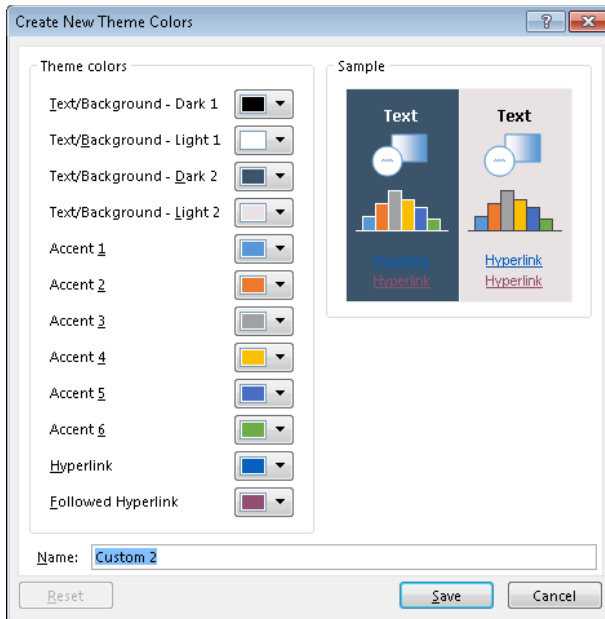 Create New Theme Colors
Theme colors
Text/Background - Dark 1
Text/Background - Light 1
Text/Background - Dark 2
Text/Background - Light 2
Accent 1
Accent 2
Accent 3
Accent 4
Accent 5
Accent 6
Hyperlink
Followed Hyperlink
Sample
Text Text
Hyperlink Hyperlink
Hyperlink Hyperlink
Name: Custom 2
Reset Save Cancel